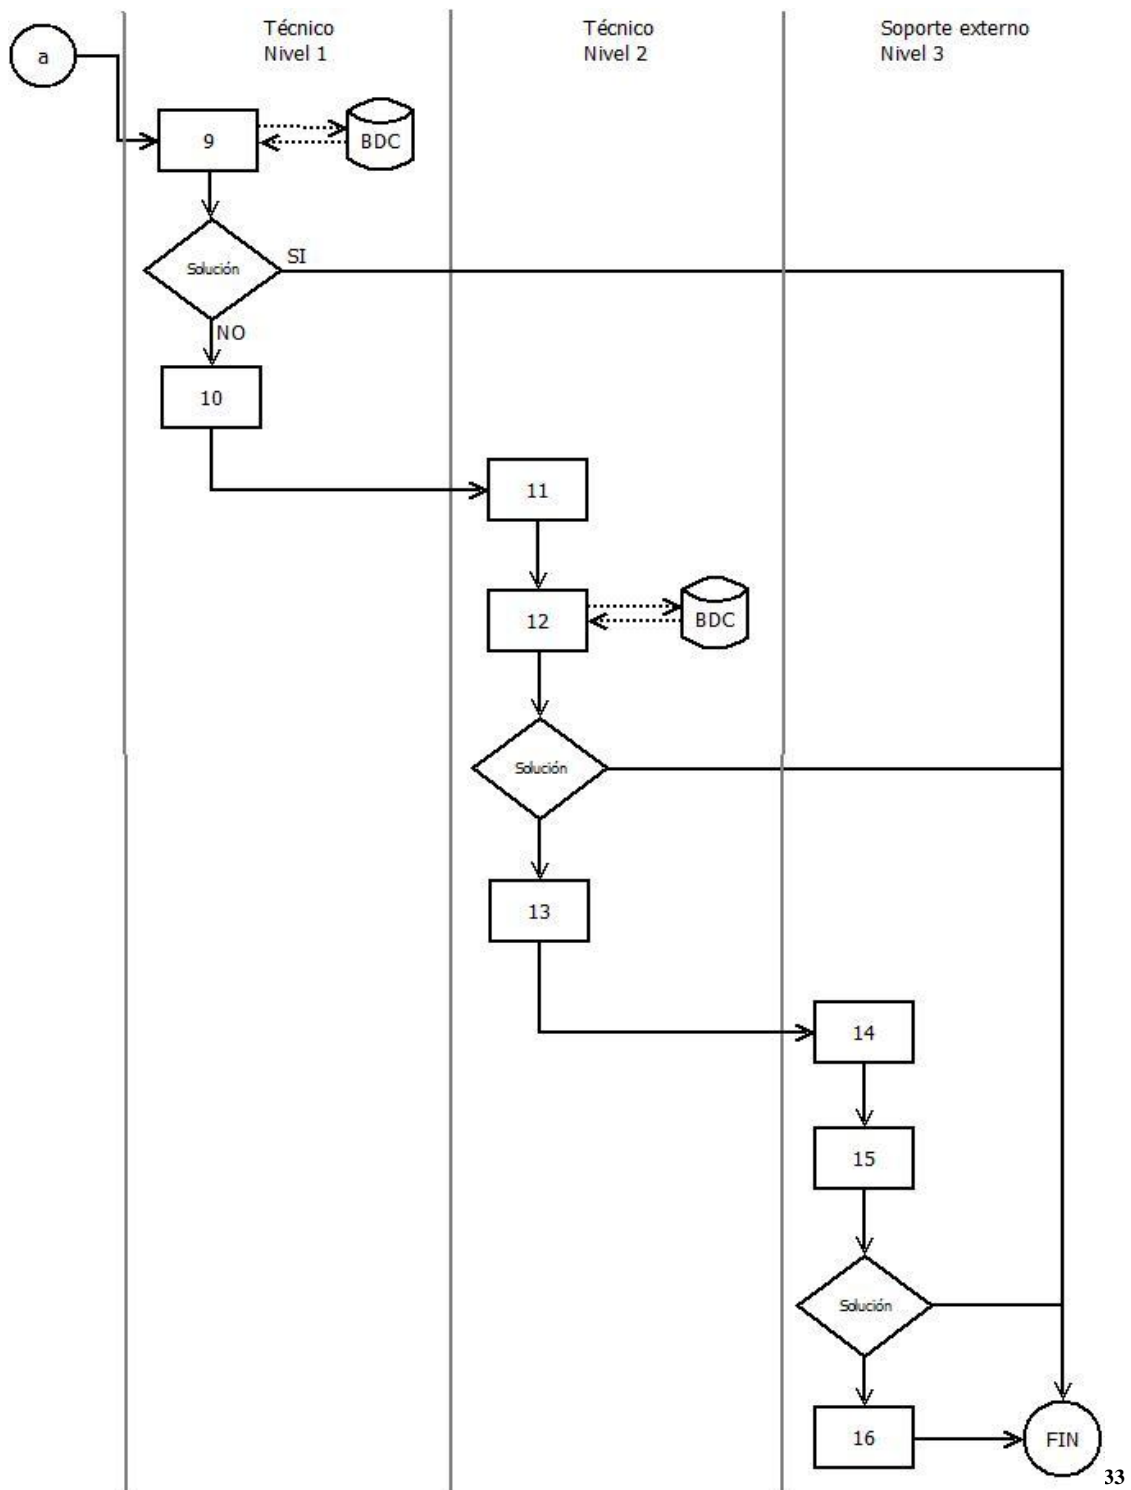 a
Técnico
Nivel 1
Técnico
Nivel 2
Soporte externo
Nivel 3
9
BDC
Solución
SI
NO
10
11
12
BDC
Solución
13
14
15
Solución
16
FIN
33